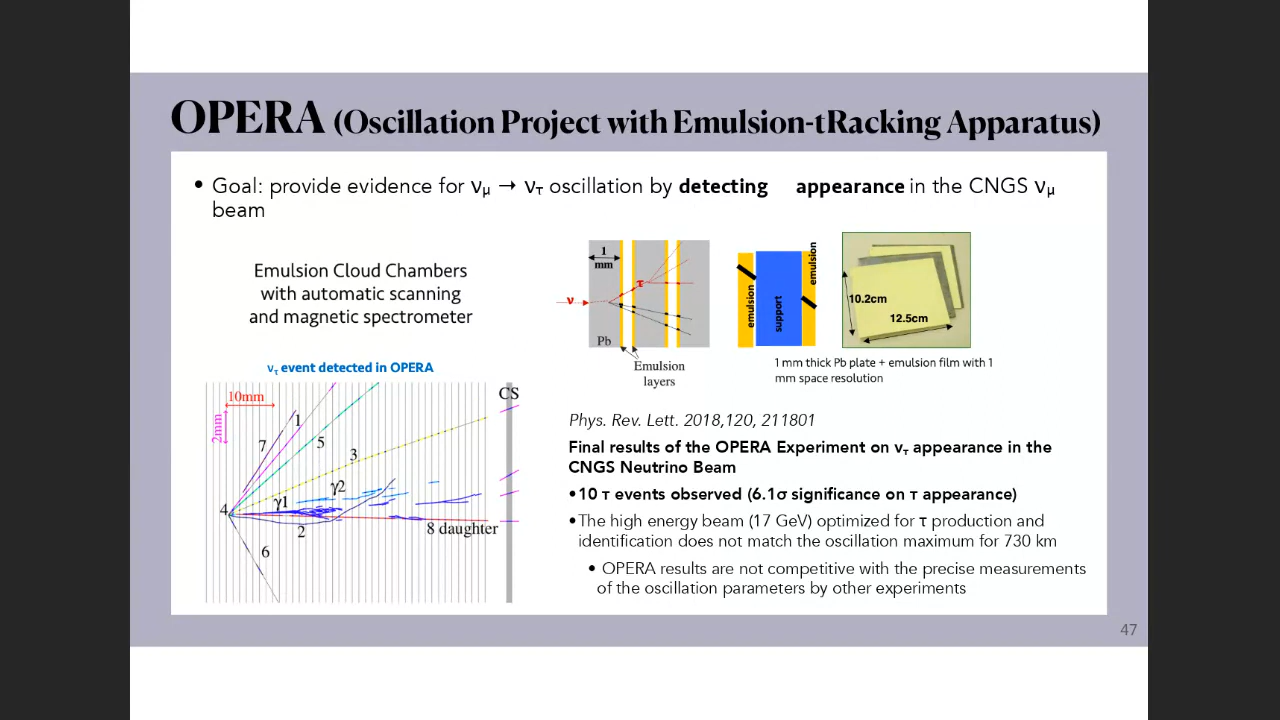 OPERA (Oscillation Project with Emulsion-tRacking Apparatus)
• Goal: provide evidence for νμ → ντ oscillation by detecting appearance in the CNGS νμ
beam
Emulsion Cloud Chambers
with automatic scanning
and magnetic spectrometer
1
mm
ν
τ
Pb
Emulsion
layers
emulsion
support
emulsion
10.2cm
12.5cm
1 mm thick Pb plate + emulsion film with 1
mm space resolution
ντ event detected in OPERA
CS
10mm
2mm
1
7
5
3
γ2
γ1
4
2
8 daughter
6
Phys. Rev. Lett. 2018,120, 211801
Final results of the OPERA Experiment on ντ appearance in the
CNGS Neutrino Beam
•10 τ events observed (6.1σ significance on τ appearance)
•The high energy beam (17 GeV) optimized for τ production and
identification does not match the oscillation maximum for 730 km
• OPERA results are not competitive with the precise measurements
of the oscillation parameters by other experiments
47